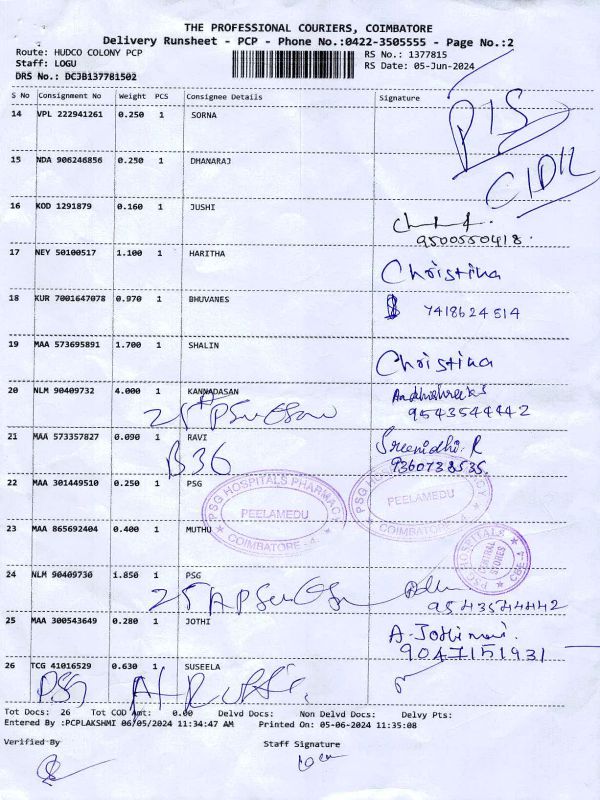 THE PROFESSIONAL COURIERS, COIMBATORE
Delivery Runsheet - PCP - Phone No.:0422-3505555 - Page No.:2
Route: HUDCO COLONY PCP RS No.: 1377815
Staff: LOGU RS Date: 05-Jun-2024
DRS No.: DCJB137781502
S No Consignment No Weight PCS Consignee Details Signature
14 VPL 222941261 0.250 1 SORNA
15 NDA 906246856 0.250 1 DHANARAJ
16 KOD 1291879 0.160 1 JUSHI
9500550418.
17 NEY 50100517 1.100 1 HARITHA Christina
18 KUR 7001647078 0.970 1 BHUVANES 7418624514
19 MAA 573695891 1.700 1 SHALIN Christina
20 NLM 90409732 4.000 1 KANNADASAN
9543544442
21 MAA 573357827 0.090 1 RAVI Sreenidhi. R
B36 9360738535.
22 MAA 301449510 0.250 1 PSG
PSG HOSPITALS PHARMACY PEELAMEDU COIMBATORE - 4.
PEELAMEDU COIMBATORE
23 MAA 865692404 0.400 1 MUTHU
PSG HOSPITALS CENTRAL STORES CBE-4
24 NLM 90409730 1.850 1 PSG
9543544442
25 MAA 300543649 0.280 1 JOTHI A. Jothimani.
9047151931
26 TCG 41016529 0.630 1 SUSEELA
PSG
Tot Docs: 26 Tot COD Amt: 0.00 Delvd Docs: Non Delvd Docs: Delvy Pts:
Entered By :PCPLAKSHMI 06/05/2024 11:34:47 AM Printed On: 05-06-2024 11:35:08
Verified By Staff Signature